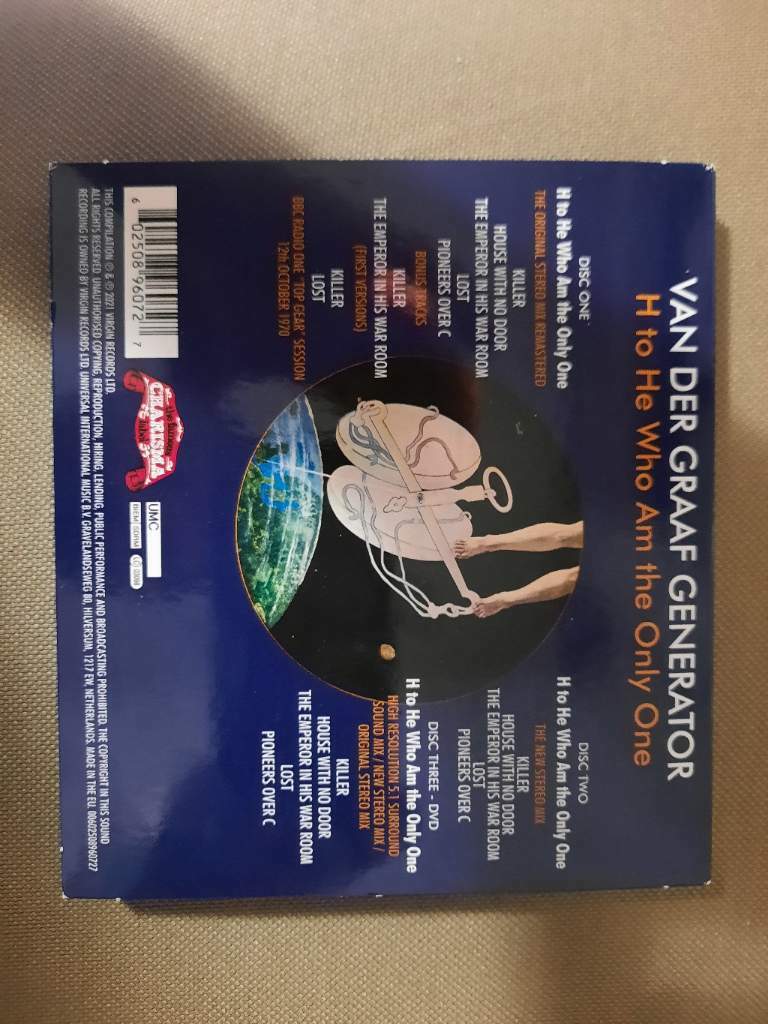 VAN DER GRAAF GENERATOR
H to He Who Am the Only One
DISC ONE
H to He Who Am the Only One
THE ORIGINAL STEREO MIX REMASTERED
KILLER
HOUSE WITH NO DOOR
THE EMPEROR IN HIS WAR ROOM
LOST
PIONEERS OVER C
BONUS TRACKS
KILLER
THE EMPEROR IN HIS WAR ROOM
(FIRST VERSIONS)
KILLER
LOST
BBC RADIO ONE "TOP GEAR" SESSION
12th OCTOBER 1970
DISC TWO
H to He Who Am the Only One
THE NEW STEREO MIX
KILLER
HOUSE WITH NO DOOR
THE EMPEROR IN HIS WAR ROOM
LOST
PIONEERS OVER C
DISC THREE - DVD
H to He Who Am the Only One
HIGH RESOLUTION 5.1 SURROUND
SOUND MIX / NEW STEREO MIX /
ORIGINAL STEREO MIX
KILLER
HOUSE WITH NO DOOR
THE EMPEROR IN HIS WAR ROOM
LOST
PIONEERS OVER C
6 02508 96072 7
the famous
CHARISMA
label
UMC
BIEM SDRM
THIS COMPILATION ℗ & © 2021 VIRGIN RECORDS LTD.
ALL RIGHTS RESERVED. UNAUTHORISED COPYING, REPRODUCTION, HIRING, LENDING, PUBLIC PERFORMANCE AND BROADCASTING PROHIBITED. THE COPYRIGHT IN THIS SOUND
RECORDING IS OWNED BY VIRGIN RECORDS LTD. UNIVERSAL INTERNATIONAL MUSIC B.V. GRAVELANDSEWEG 80, HILVERSUM, 1217 EW, NETHERLANDS. MADE IN THE EU. 00602508960727